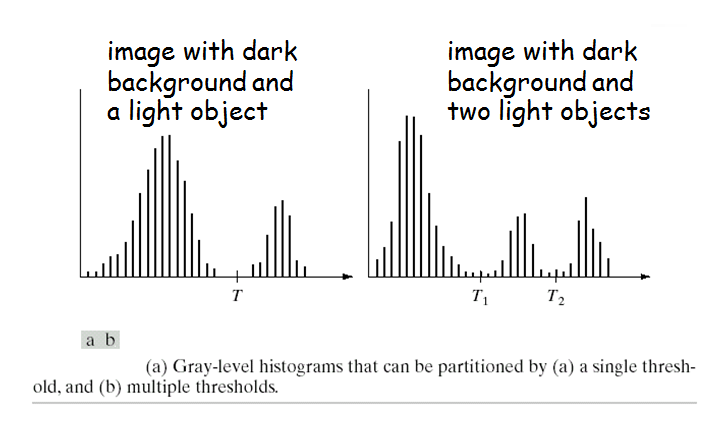 image with dark
background and
a light object
image with dark
background and
two light objects
T
T1
T2
a b
(a) Gray-level histograms that can be partitioned by (a) a single thresh-
old, and (b) multiple thresholds.